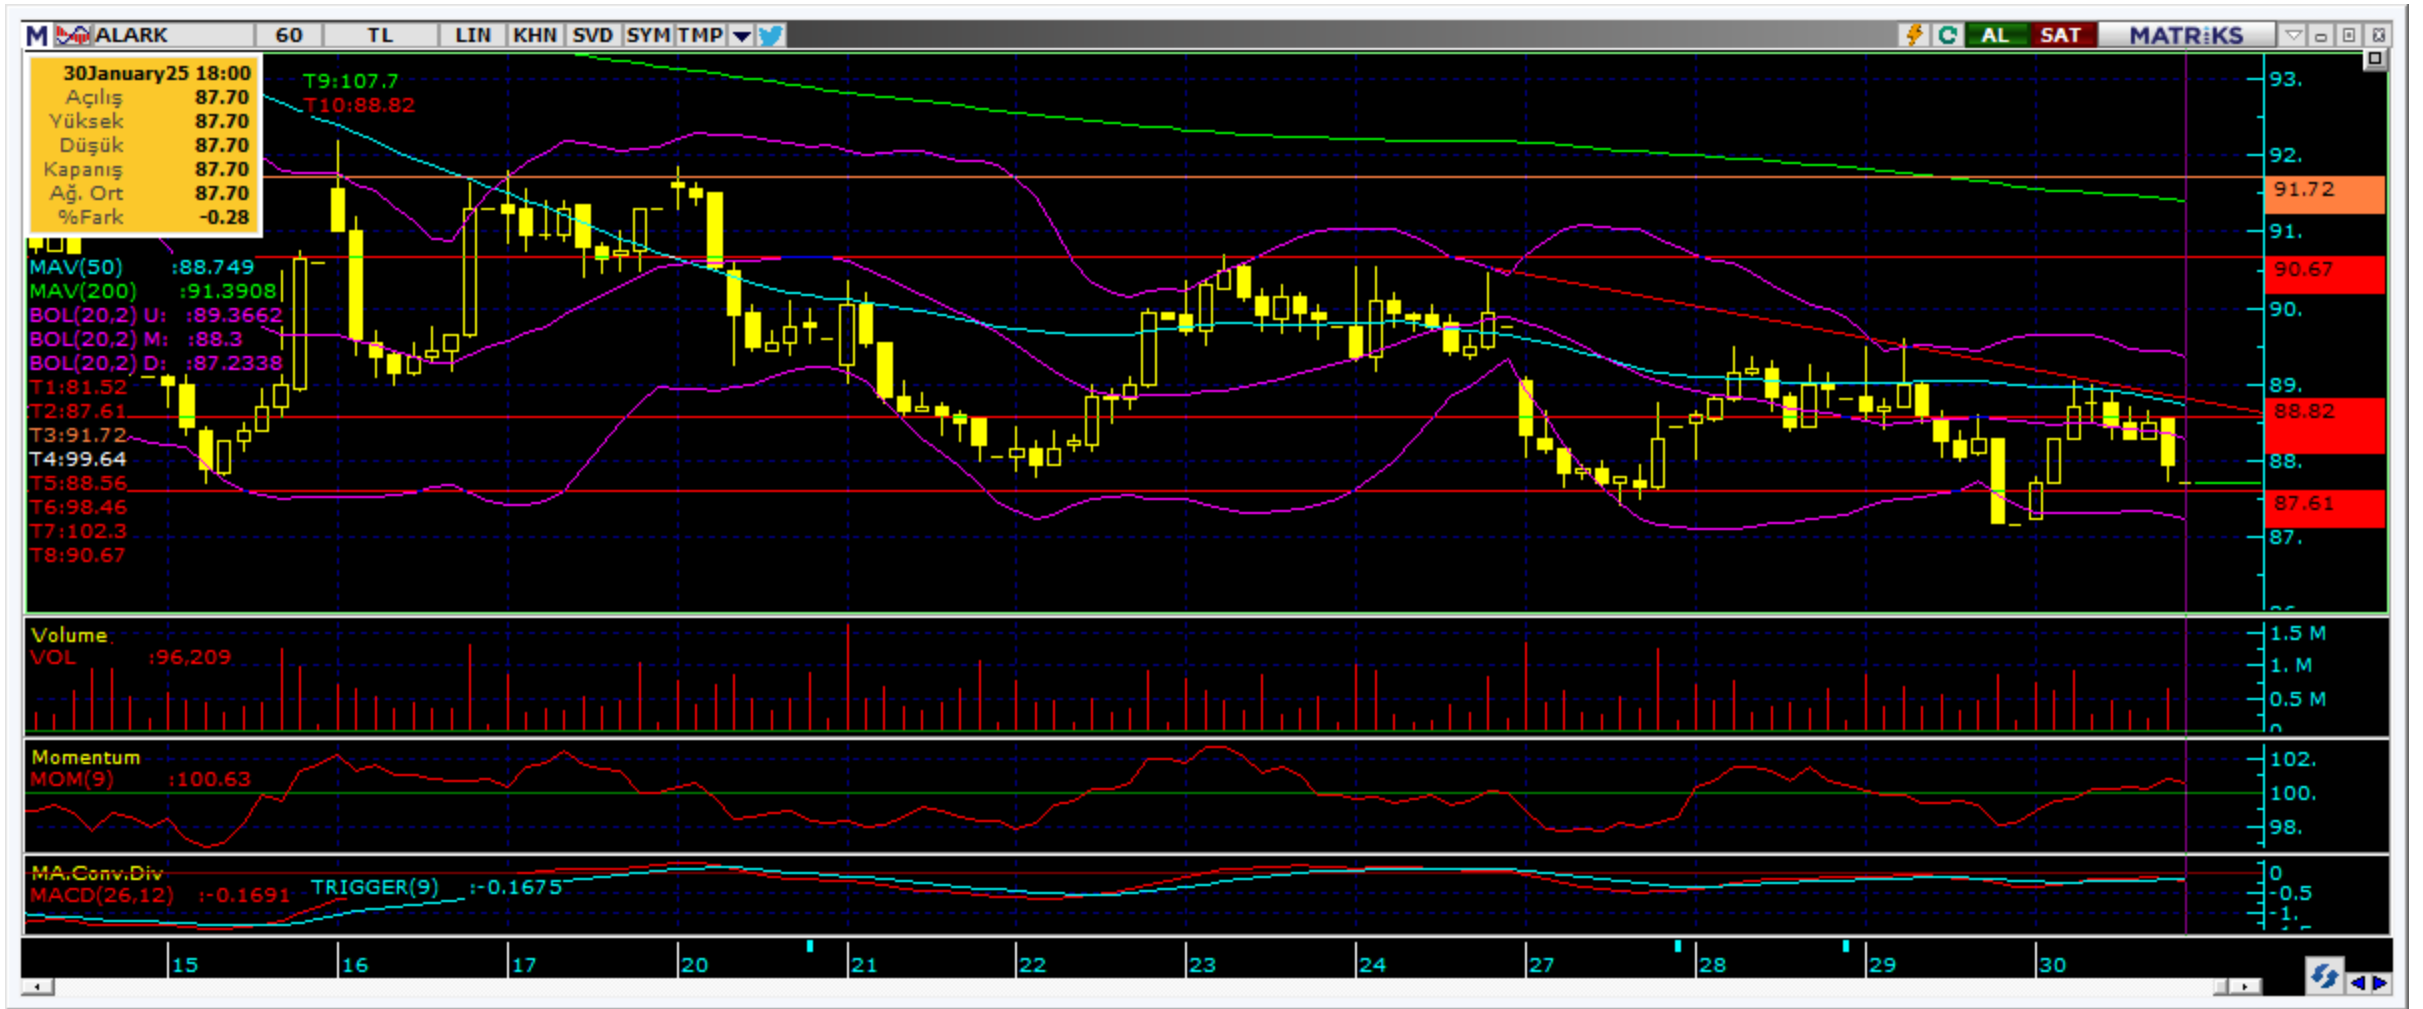 M ALARK 60 TL LIN KHN SVD SYM TMP AL SAT MATRiKS
30January25 18:00
Açılış 87.70
Yüksek 87.70
Düşük 87.70
Kapanış 87.70
Ağ. Ort 87.70
%Fark -0.28
T9:107.7
T10:88.82
MAV(50) :88.749
MAV(200) :91.3908
BOL(20,2) U: :89.3662
BOL(20,2) M: :88.3
BOL(20,2) D: :87.2338
T1:81.52
T2:87.61
T3:91.72
T4:99.64
T5:88.56
T6:98.46
T7:102.3
T8:90.67
93.
92.
91.72
91.
90.67
90.
89.
88.82
88.
87.61
87.
Volume
VOL :96,209
1.5 M
1. M
0.5 M
0
Momentum
MOM(9) :100.63
102.
100.
98.
MA.Conv.Div
MACD(26,12) :-0.1691 TRIGGER(9) :-0.1675
0
-0.5
-1.
15 16 17 20 21 22 23 24 27 28 29 30